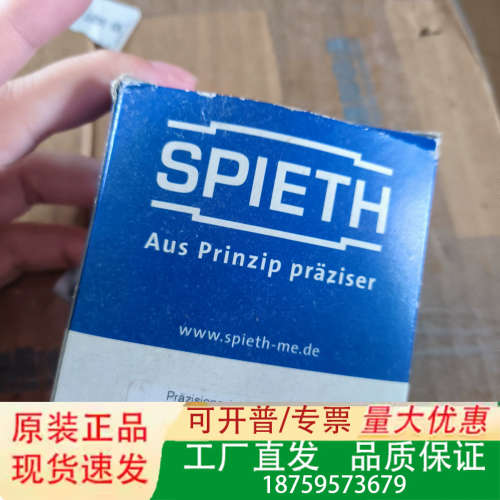 SPIETH
Aus Prinzip präziser
www.spieth-me.de
原装正品
现货速发
可开普/专票
量大优惠
工厂直发 品质保证
18759573679